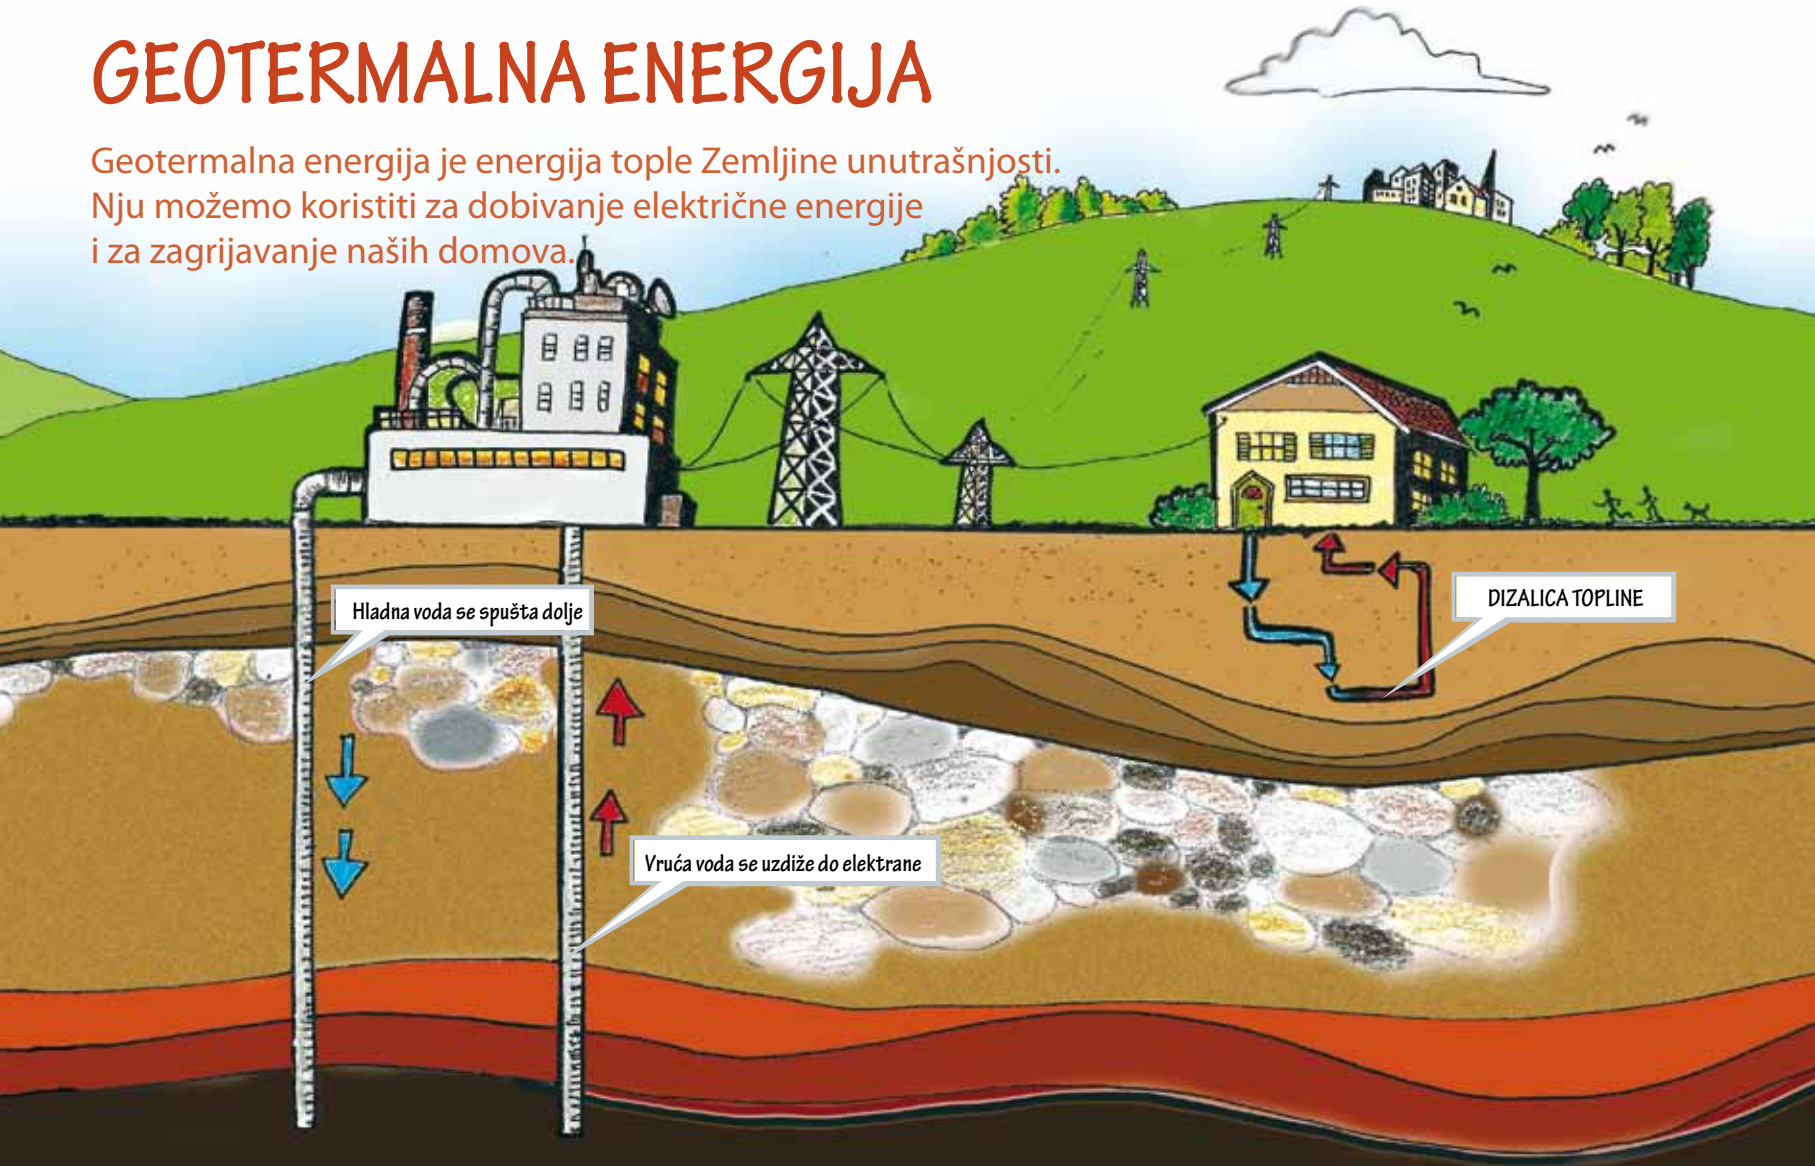 GEOTERMALNA ENERGIJA
Geotermalna energija je energija tople Zemljine unutrašnjosti.
Nju možemo koristiti za dobivanje električne energije
i za zagrijavanje naših domova.
Hladna voda se spušta dolje
DIZALICA TOPLINE
Vruća voda se uzdiže do elektrane